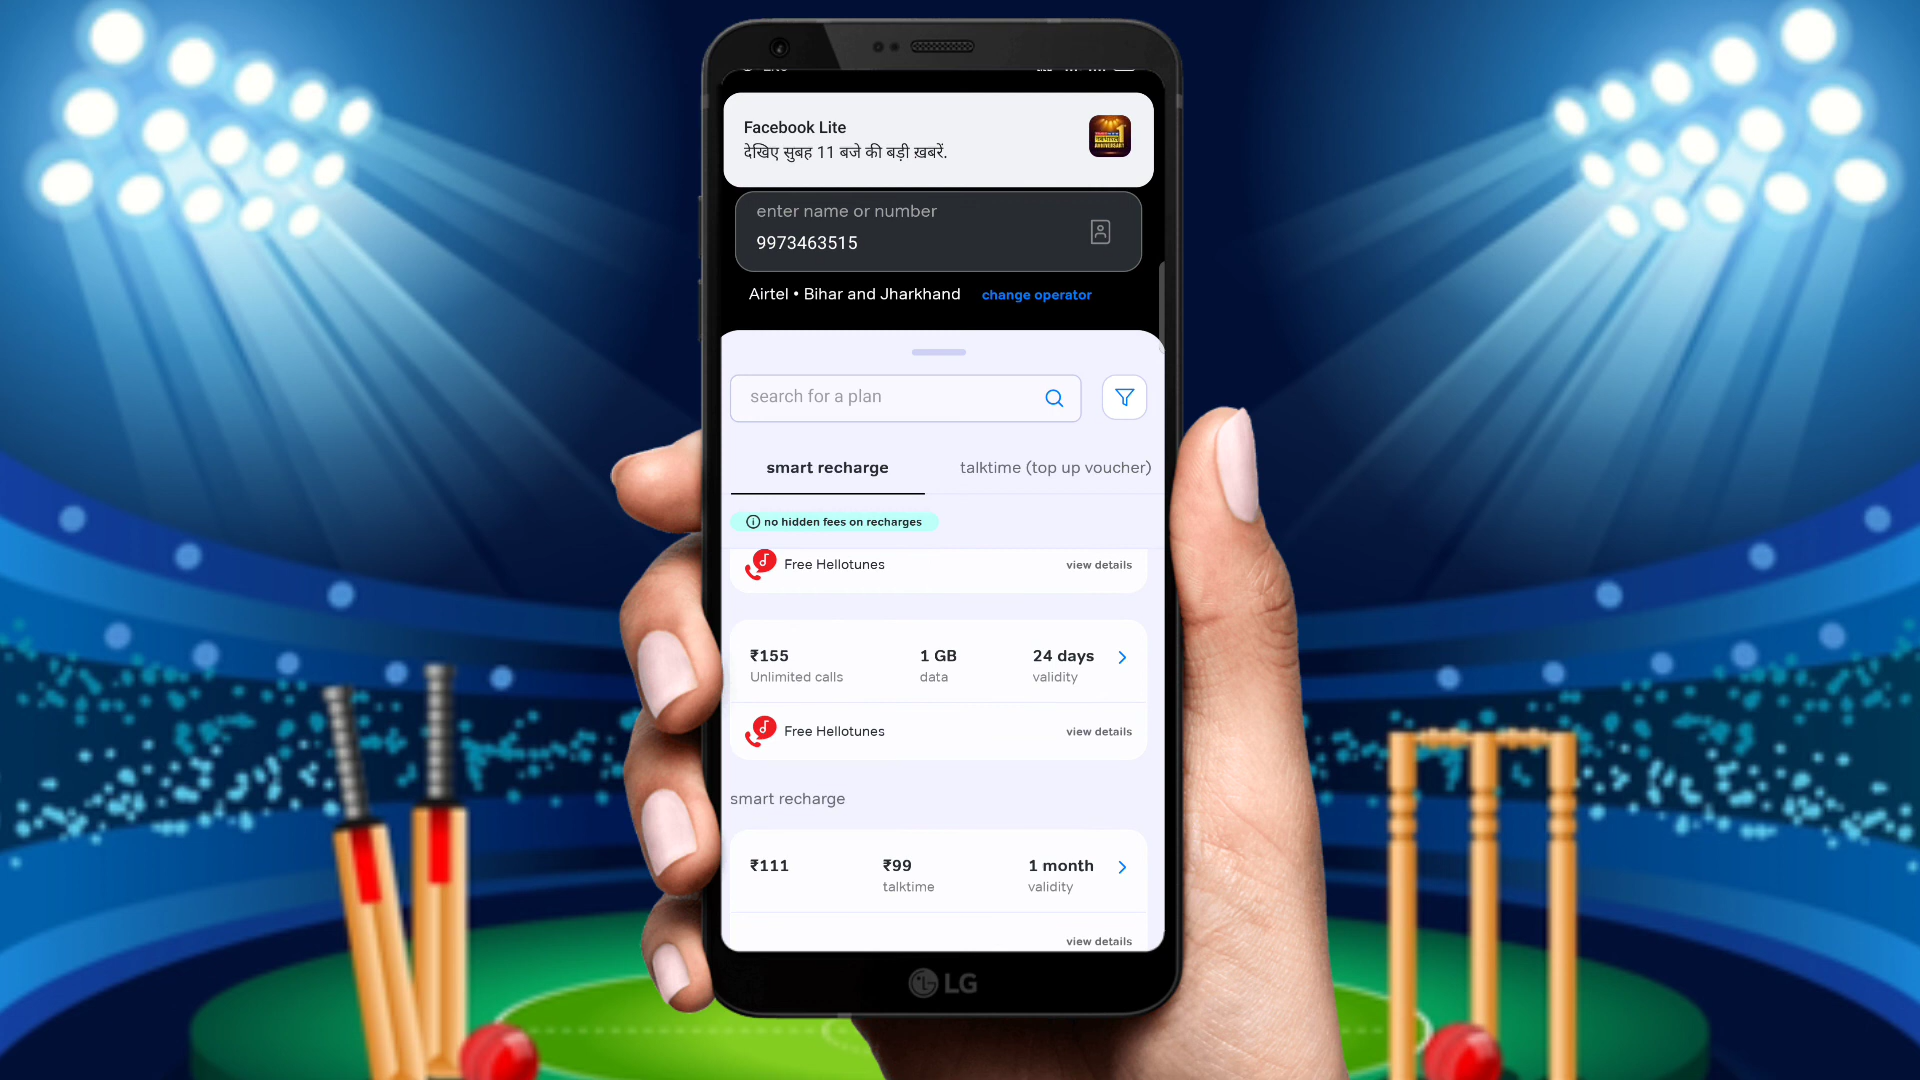 Facebook Lite
देखिए सुबह 11 बजे की बड़ी ख़बरें.
enter name or number
9973463515
Airtel • Bihar and Jharkhand change operator
search for a plan
smart recharge talktime (top up voucher)
no hidden fees on recharges
Free Hellotunes view details
₹155 1 GB 24 days
Unlimited calls data validity
Free Hellotunes view details
smart recharge
₹111 ₹99 1 month
talktime validity
view details
LG